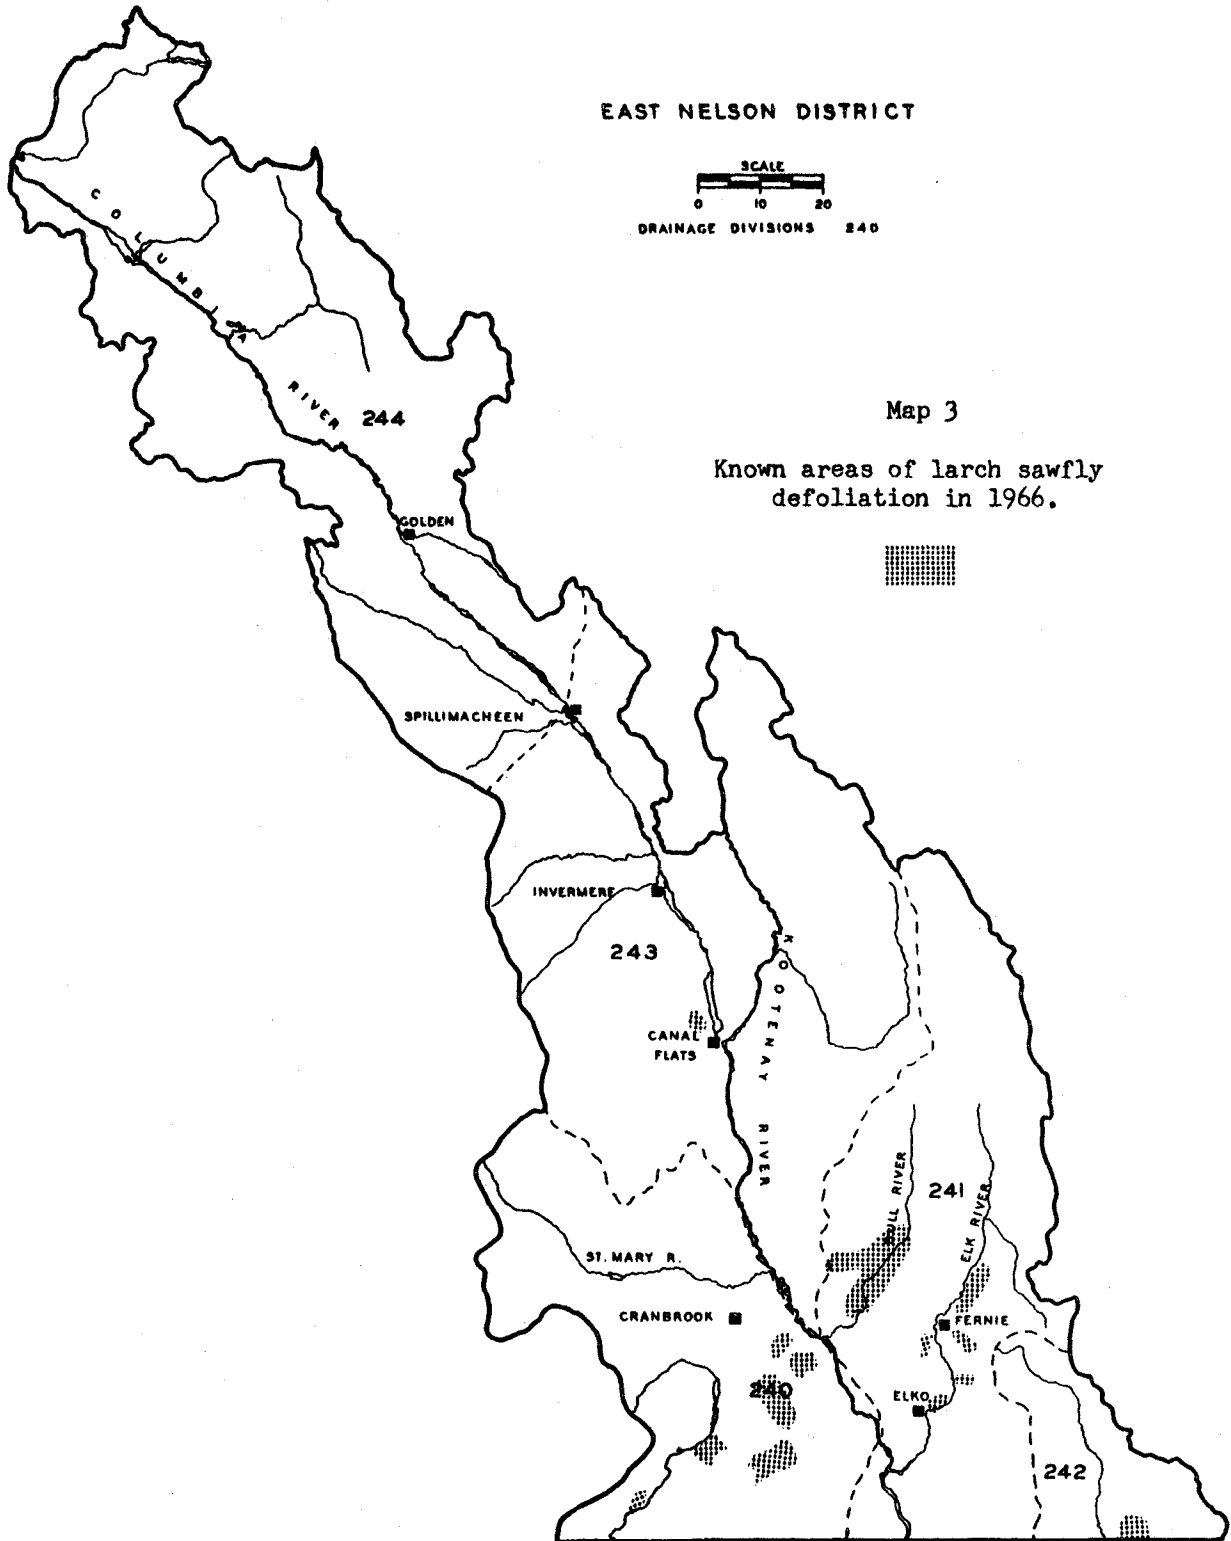 EAST NELSON DISTRICT
SCALE
0 10 20
DRAINAGE DIVISIONS 240
COLUMBIA
RIVER
244
Map 3
Known areas of larch sawfly
defoliation in 1966.
GOLDEN
SPILLIMACHEEN
INVERMERE
243
KOOTENAY RIVER
CANAL
FLATS
BULL RIVER
241
ELK RIVER
ST. MARY R.
CRANBROOK
FERNIE
240
ELKO
242